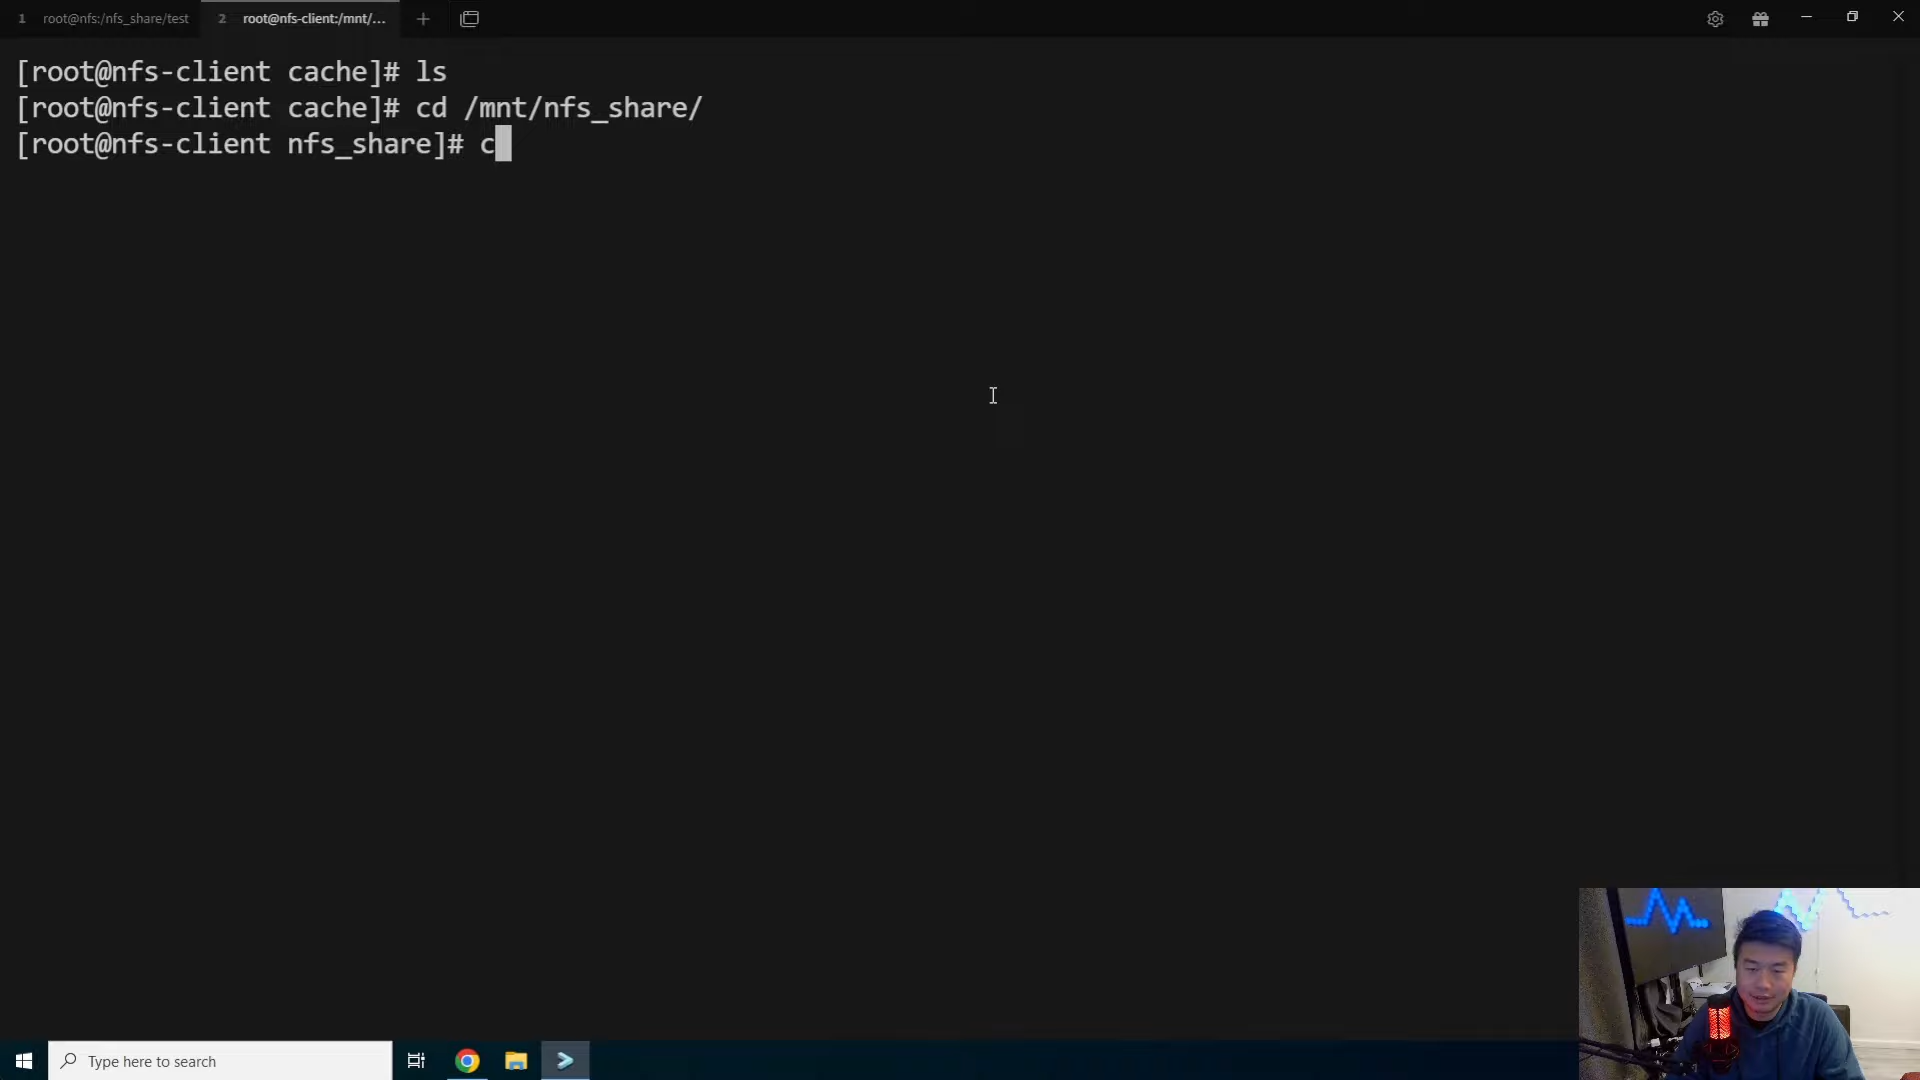 1 root@nfs:/nfs_share/test
2 root@nfs-client:/mnt/...
[root@nfs-client cache]# ls
[root@nfs-client cache]# cd /mnt/nfs_share/
[root@nfs-client nfs_share]# c
Type here to search